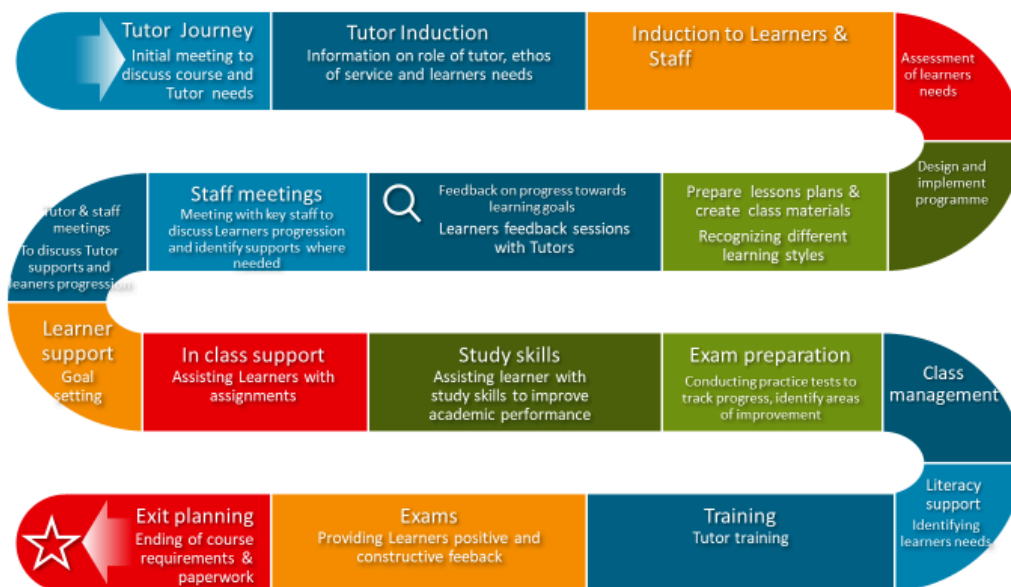 Tutor Journey
Initial meeting to
discuss course and
Tutor needs
Tutor Induction
Information on role of tutor, ethos
of service and learners needs
Induction to Learners &
Staff
Assessment
of learners
needs
Design and
implement
programme
Prepare lessons plans &
create class materials
Recognizing different
learning styles
Feedback on progress towards
learning goals
Learners feedback sessions
with Tutors
Staff meetings
Meeting with key staff to
discuss Learners progression
and identify supports where
needed
Tutor & staff
meetings
To discuss Tutor
supports and
leaners progression
Learner
support
Goal
setting
In class support
Assisting Learners with
assignments
Study skills
Assisting learner with
study skills to improve
academic performance
Exam preparation
Conducting practice tests to
track progress, identify areas
of improvement
Class
management
Literacy
support
Identifying
learners needs
Training
Tutor training
Exams
Providing Learners positive and
constructive feeback
Exit planning
Ending of course
requirements &
paperwork